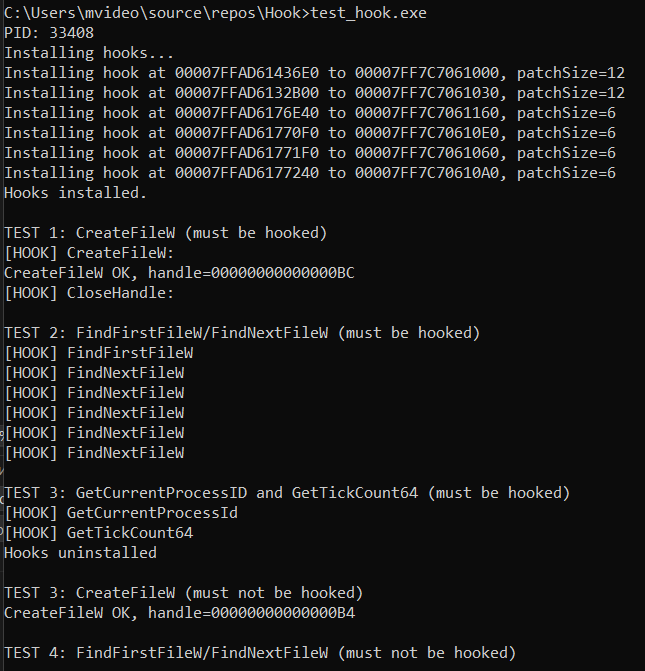 C:\Users\mvideo\source\repos\Hook>test_hook.exe
PID: 33408
Installing hooks...
Installing hook at 00007FFAD61436E0 to 00007FF7C7061000, patchSize=12
Installing hook at 00007FFAD6132B00 to 00007FF7C7061030, patchSize=12
Installing hook at 00007FFAD6176E40 to 00007FF7C7061160, patchSize=6
Installing hook at 00007FFAD61770F0 to 00007FF7C70610E0, patchSize=6
Installing hook at 00007FFAD61771F0 to 00007FF7C7061060, patchSize=6
Installing hook at 00007FFAD6177240 to 00007FF7C70610A0, patchSize=6
Hooks installed.
TEST 1: CreateFileW (must be hooked)
[HOOK] CreateFileW:
CreateFileW OK, handle=00000000000000BC
[HOOK] CloseHandle:
TEST 2: FindFirstFileW/FindNextFileW (must be hooked)
[HOOK] FindFirstFileW
[HOOK] FindNextFileW
[HOOK] FindNextFileW
[HOOK] FindNextFileW
[HOOK] FindNextFileW
[HOOK] FindNextFileW
TEST 3: GetCurrentProcessID and GetTickCount64 (must be hooked)
[HOOK] GetCurrentProcessId
[HOOK] GetTickCount64
Hooks uninstalled
TEST 3: CreateFileW (must not be hooked)
CreateFileW OK, handle=00000000000000B4
TEST 4: FindFirstFileW/FindNextFileW (must not be hooked)